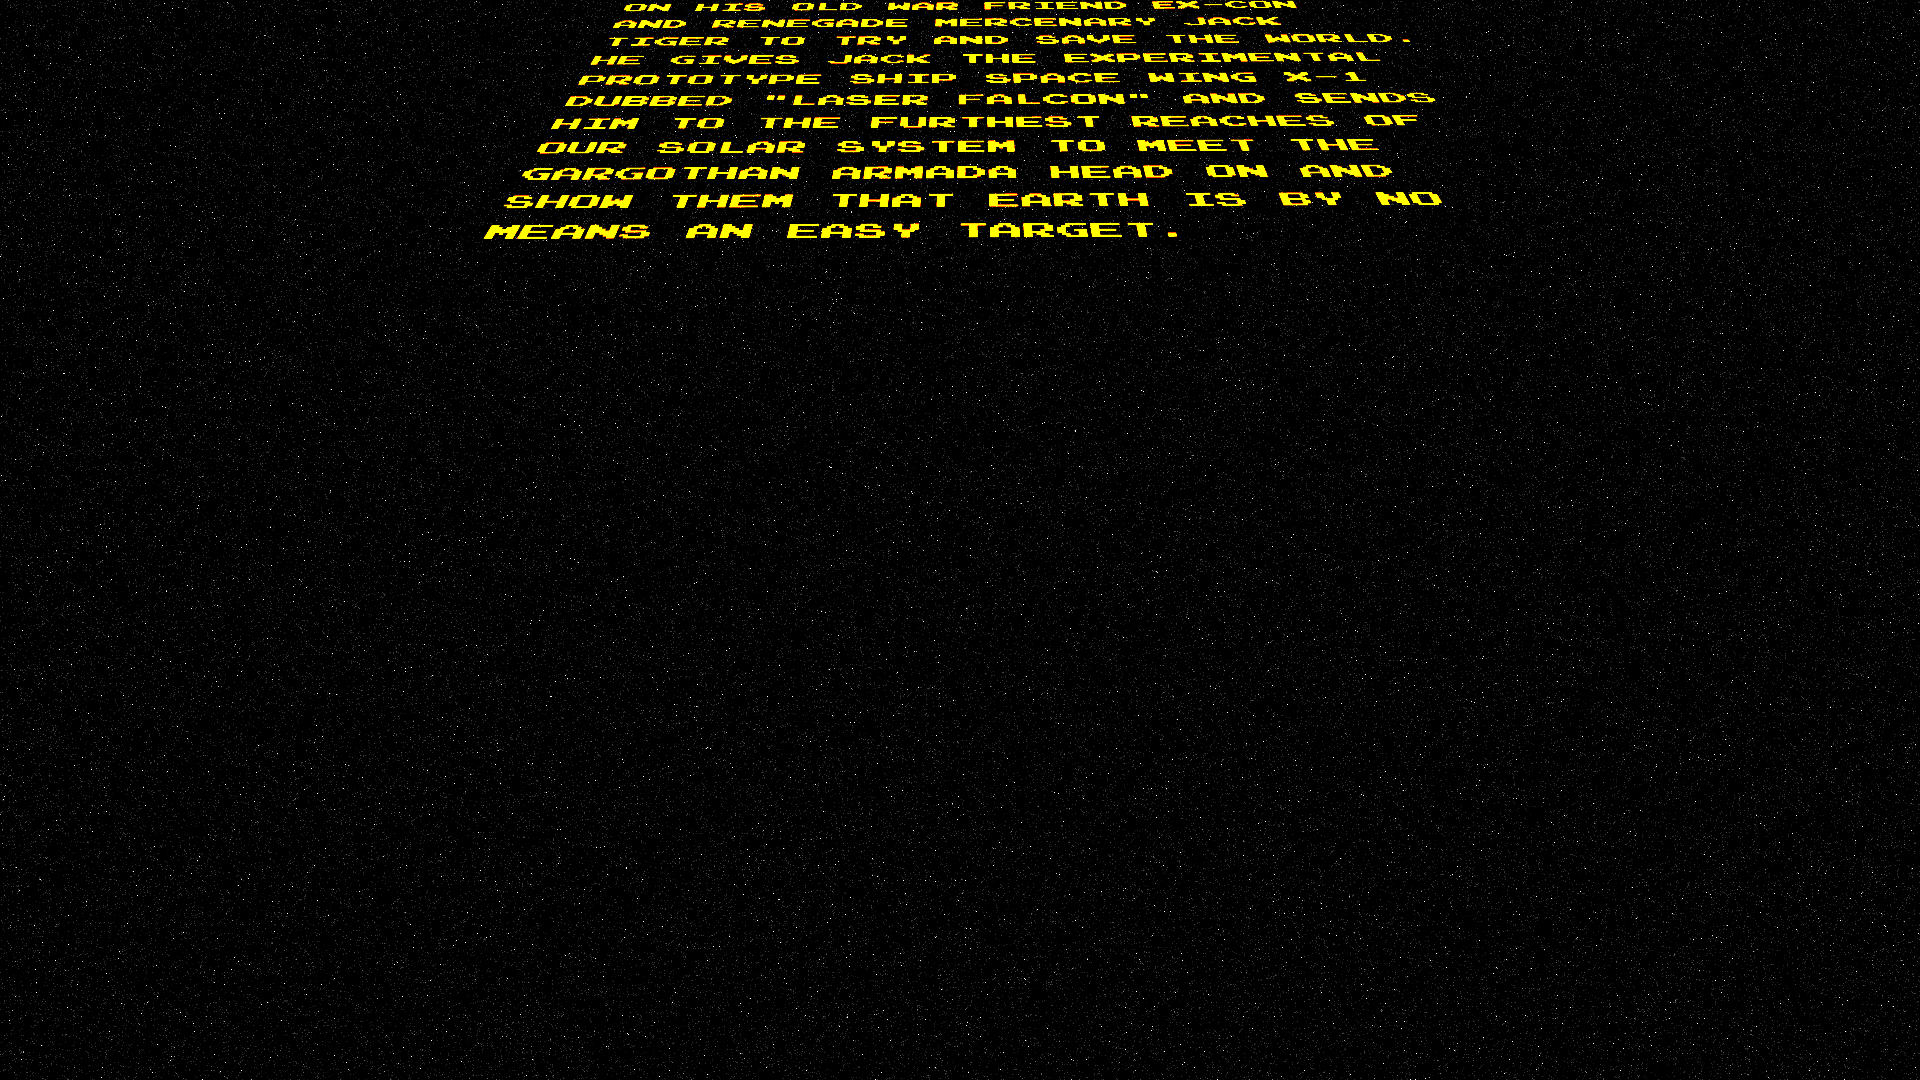 ON HIS OLD WAR FRIEND EX-CON
AND RENEGADE MERCENARY JACK
TIGER TO TRY AND SAVE THE WORLD.
HE GIVES JACK THE EXPERIMENTAL
PROTOTYPE SHIP SPACE WING X-1
DUBBED "LASER FALCON" AND SENDS
HIM TO THE FURTHEST REACHES OF
OUR SOLAR SYSTEM TO MEET THE
GARGOTHAN ARMADA HEAD ON AND
SHOW THEM THAT EARTH IS BY NO
MEANS AN EASY TARGET.